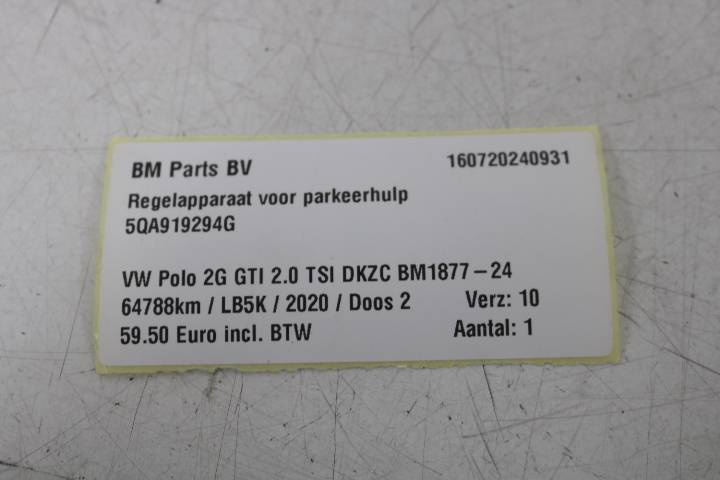 BM Parts BV 160720240931
Regelapparaat voor parkeerhulp
5QA919294G
VW Polo 2G GTI 2.0 TSI DKZC BM1877-24
64788km / LB5K / 2020 / Doos 2 Verz: 10
59.50 Euro incl. BTW Aantal: 1